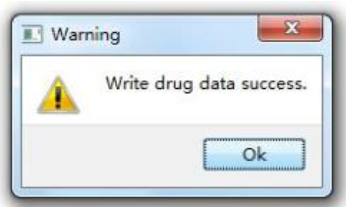 Warning
Write drug data success.
Ok